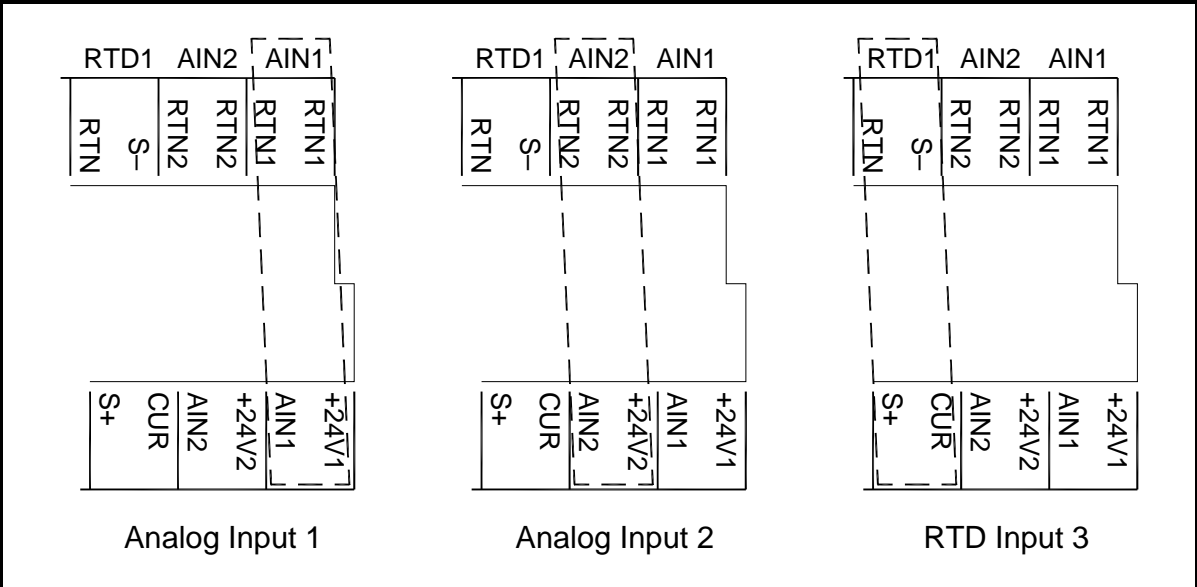 RTD1 AIN2 AIN1
RTN S– RTN2 RTN2 RTN1 RTN1
S+ CUR AIN2 +24V2 AIN1 +24V1
Analog Input 1
RTD1 AIN2 AIN1
RTN S– RTN2 RTN2 RTN1 RTN1
S+ CUR AIN2 +24V2 AIN1 +24V1
Analog Input 2
RTD1 AIN2 AIN1
RTN S– RTN2 RTN2 RTN1 RTN1
S+ CUR AIN2 +24V2 AIN1 +24V1
RTD Input 3